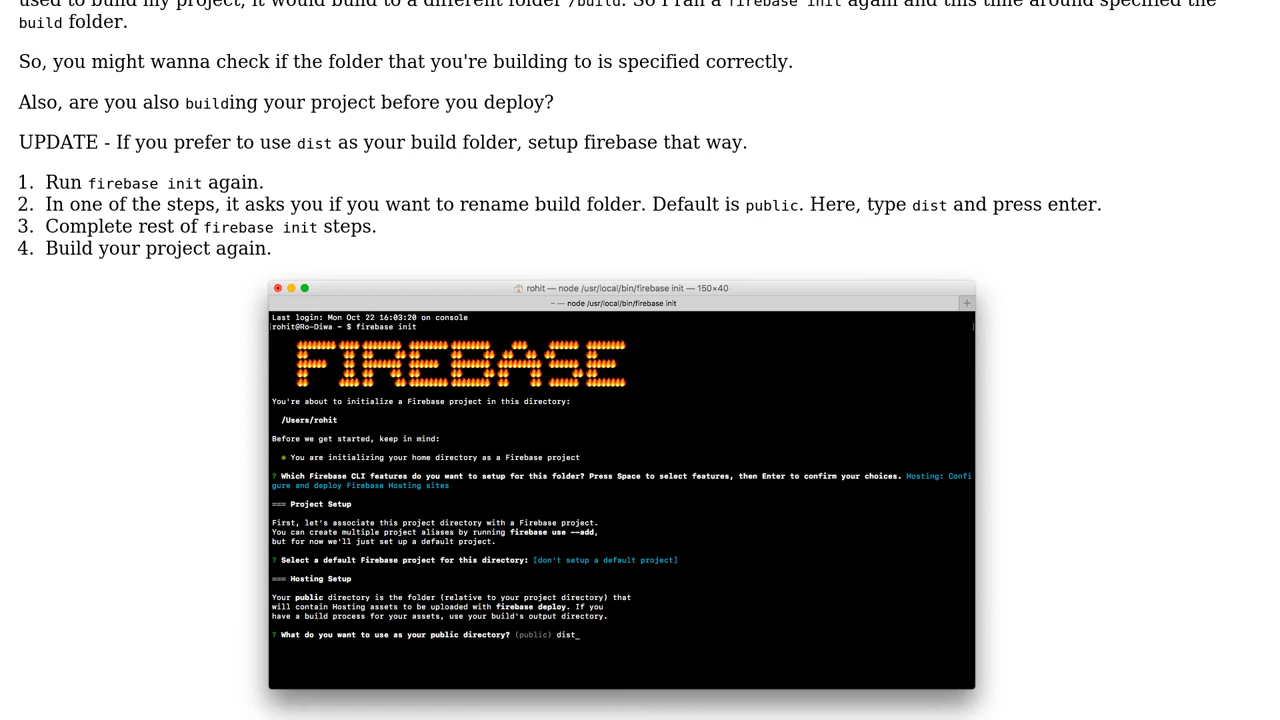 used to build my project, it would build to a different folder /build. So I ran a firebase init again and this time around specified the
build folder.
So, you might wanna check if the folder that you're building to is specified correctly.
Also, are you also building your project before you deploy?
UPDATE - If you prefer to use dist as your build folder, setup firebase that way.
1. Run firebase init again.
2. In one of the steps, it asks you if you want to rename build folder. Default is public. Here, type dist and press enter.
3. Complete rest of firebase init steps.
4. Build your project again.
rohit — node /usr/local/bin/firebase init — 150×40
~ — node /usr/local/bin/firebase init +
Last login: Mon Oct 22 16:03:20 on console
[rohit@Ro-Diwa ~ $ firebase init ]
FIREBASE
You're about to initialize a Firebase project in this directory:
/Users/rohit
Before we get started, keep in mind:
* You are initializing your home directory as a Firebase project
? Which Firebase CLI features do you want to setup for this folder? Press Space to select features, then Enter to confirm your choices. Hosting: Confi
gure and deploy Firebase Hosting sites
=== Project Setup
First, let's associate this project directory with a Firebase project.
You can create multiple project aliases by running firebase use --add,
but for now we'll just set up a default project.
? Select a default Firebase project for this directory: [don't setup a default project]
=== Hosting Setup
Your public directory is the folder (relative to your project directory) that
will contain Hosting assets to be uploaded with firebase deploy. If you
have a build process for your assets, use your build's output directory.
? What do you want to use as your public directory? (public) dist_